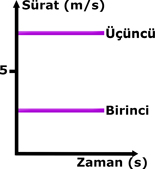 Sürat (m/s)
Üçüncü
5
Birinci
Zaman (s)